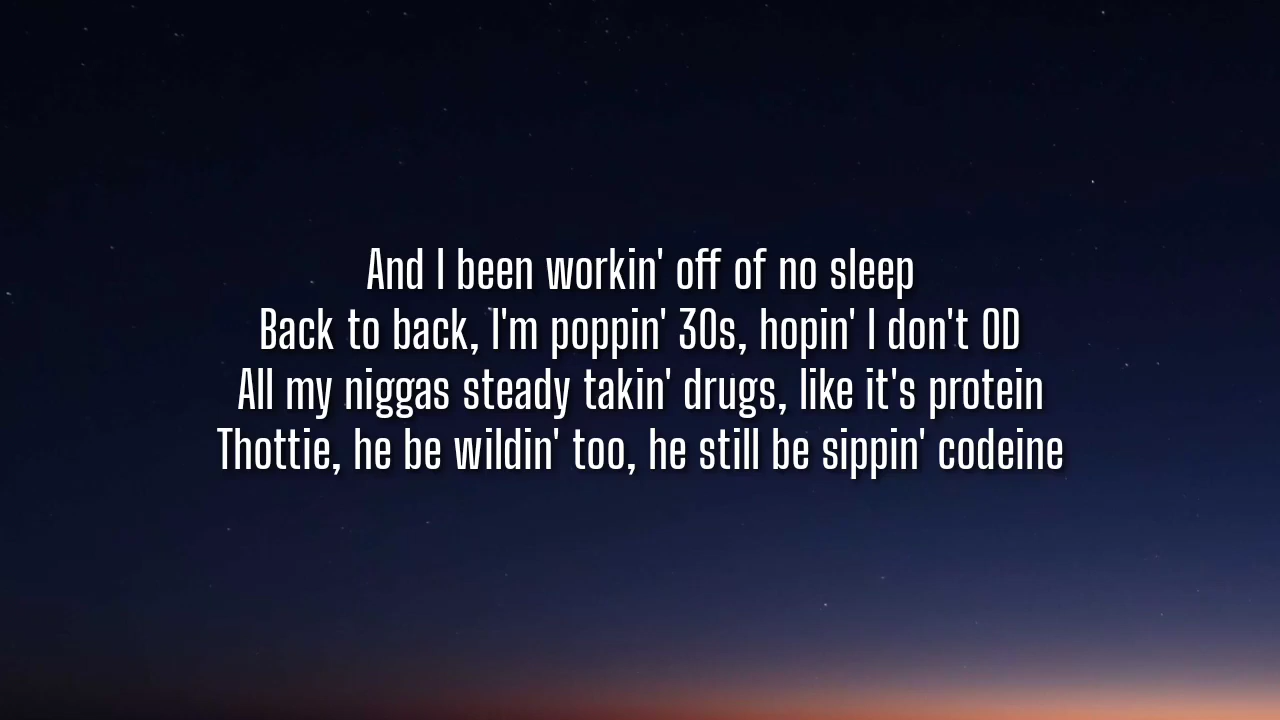 And I been workin' off of no sleep
Back to back, I'm poppin' 30s, hopin' I don't OD
All my niggas steady takin' drugs, like it's protein
Thottie, he be wildin' too, he still be sippin' codeine